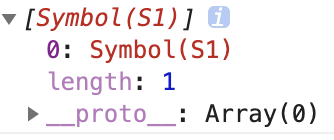 ▼[Symbol(S1)] i
0: Symbol(S1)
length: 1
▶__proto__: Array(0)